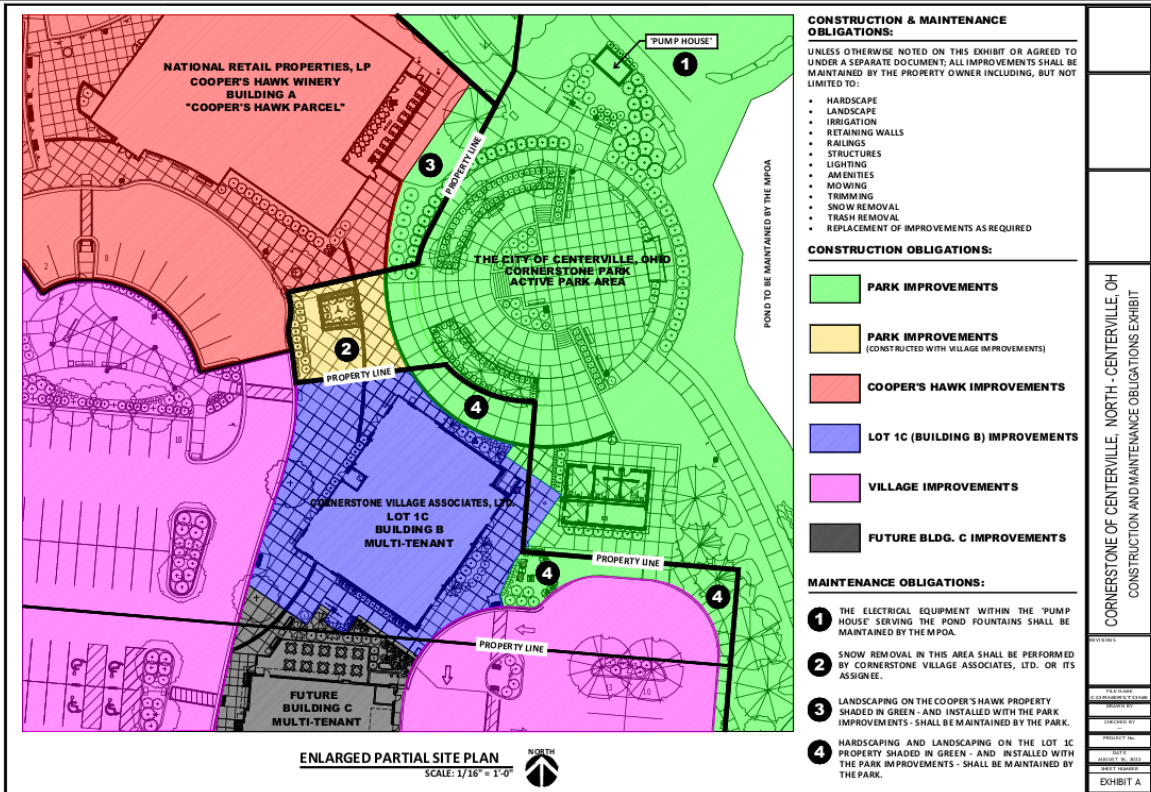 NATIONAL RETAIL PROPERTIES, LP
COOPER'S HAWK WINERY
BUILDING A
"COOPER'S HAWK PARCEL"
'PUMP HOUSE'
1
3
PROPERTY LINE
THE CITY OF CENTERVILLE, OHIO
CORNERSTONE PARK
ACTIVE PARK AREA
POND TO BE MAINTAINED BY THE MPOA
2
8
2
PROPERTY LINE
4
10
CORNERSTONE VILLAGE ASSOCIATES, LTD.
LOT 1C
BUILDING B
MULTI-TENANT
PROPERTY LINE
4
4
PROPERTY LINE
3
10
FUTURE
BUILDING C
MULTI-TENANT
ENLARGED PARTIAL SITE PLAN
SCALE: 1/16" = 1'-0"
NORTH
CONSTRUCTION & MAINTENANCE
OBLIGATIONS:
UNLESS OTHERWISE NOTED ON THIS EXHIBIT OR AGREED TO
UNDER A SEPARATE DOCUMENT; ALL IMPROVEMENTS SHALL BE
MAINTAINED BY THE PROPERTY OWNER INCLUDING, BUT NOT
LIMITED TO:
• HARDSCAPE
• LANDSCAPE
• IRRIGATION
• RETAINING WALLS
• RAILINGS
• STRUCTURES
• LIGHTING
• AMENITIES
• MOWING
• TRIMMING
• SNOW REMOVAL
• TRASH REMOVAL
• REPLACEMENT OF IMPROVEMENTS AS REQUIRED
CONSTRUCTION OBLIGATIONS:
PARK IMPROVEMENTS
PARK IMPROVEMENTS
(CONSTRUCTED WITH VILLAGE IMPROVEMENTS)
COOPER'S HAWK IMPROVEMENTS
LOT 1C (BUILDING B) IMPROVEMENTS
VILLAGE IMPROVEMENTS
FUTURE BLDG. C IMPROVEMENTS
MAINTENANCE OBLIGATIONS:
1 THE ELECTRICAL EQUIPMENT WITHIN THE 'PUMP
HOUSE' SERVING THE POND FOUNTAINS SHALL BE
MAINTAINED BY THE MPOA.
2 SNOW REMOVAL IN THIS AREA SHALL BE PERFORMED
BY CORNERSTONE VILLAGE ASSOCIATES, LTD. OR ITS
ASSIGNEE.
3 LANDSCAPING ON THE COOPER'S HAWK PROPERTY
SHADED IN GREEN - AND INSTALLED WITH THE PARK
IMPROVEMENTS - SHALL BE MAINTAINED BY THE PARK.
4 HARDSCAPING AND LANDSCAPING ON THE LOT 1C
PROPERTY SHADED IN GREEN - AND INSTALLED WITH
THE PARK IMPROVEMENTS - SHALL BE MAINTAINED BY
THE PARK.
CORNERSTONE OF CENTERVILLE, NORTH - CENTERVILLE, OH
CONSTRUCTION AND MAINTENANCE OBLIGATIONS EXHIBIT
REVISIONS:
FILE NAME
CORNERSTONE
DRAWN BY
CHECKED BY
PROJECT No.
DATE
AUGUST 16, 2022
SHEET NUMBER
EXHIBIT A